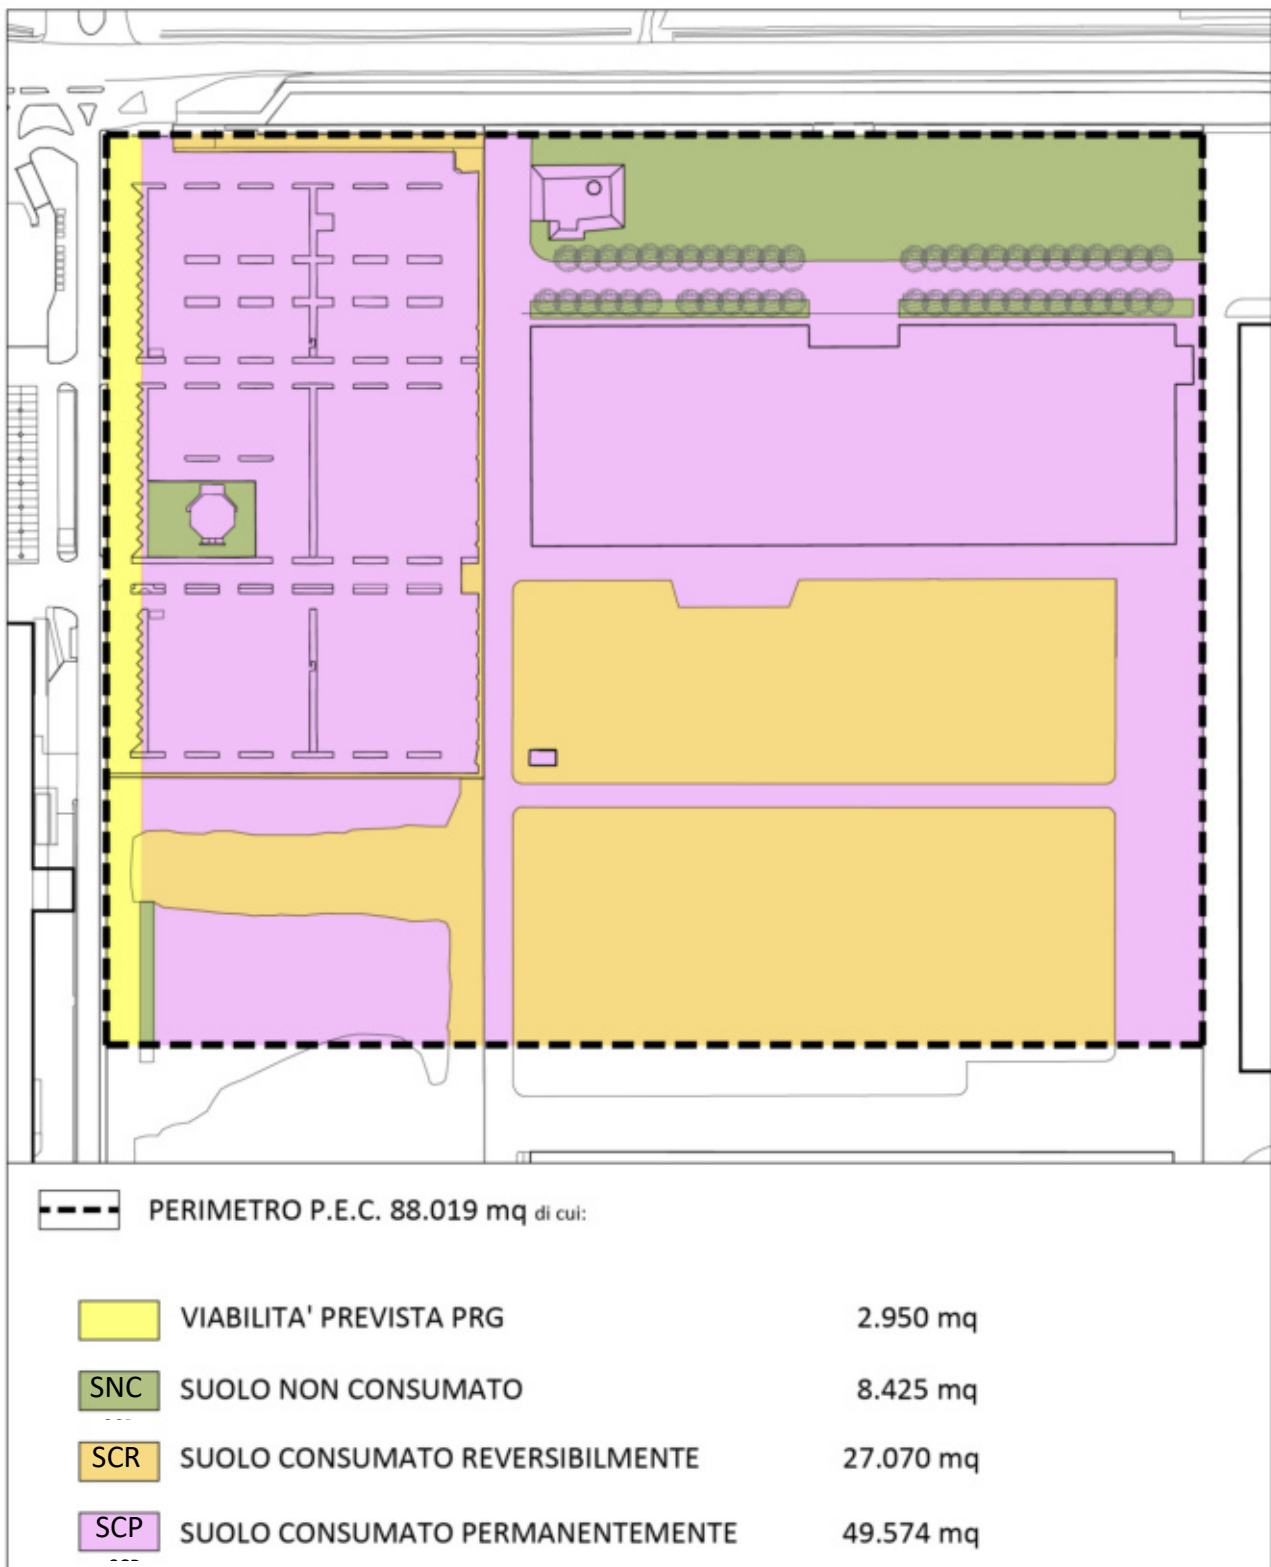 PERIMETRO P.E.C. 88.019 mq di cui:
VIABILITA' PREVISTA PRG 2.950 mq
SNC SUOLO NON CONSUMATO 8.425 mq
SCR SUOLO CONSUMATO REVERSIBILMENTE 27.070 mq
SCP SUOLO CONSUMATO PERMANENTEMENTE 49.574 mq